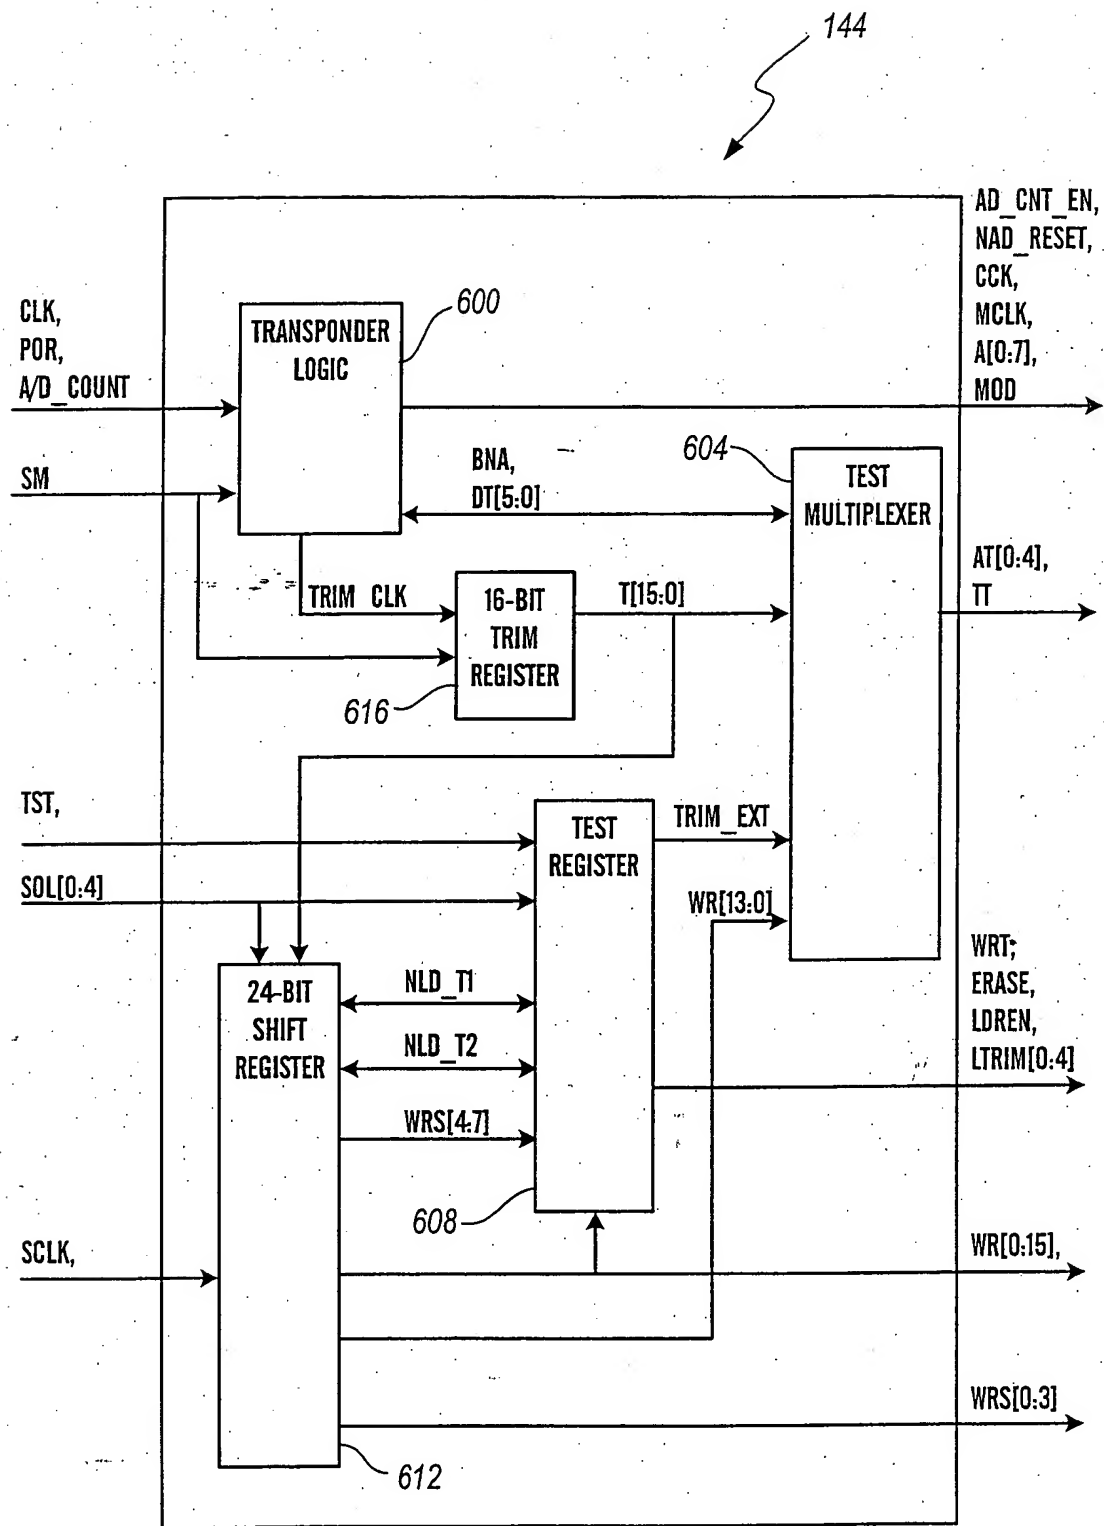 144
AD_CNT_EN,
NAD_RESET,
CCK,
MCLK,
A[0:7],
MOD
CLK,
POR,
A/D_COUNT
600
TRANSPONDER
LOGIC
SM
BNA,
DT[5:0]
604
TEST
MULTIPLEXER
AT[0:4],
TT
TRIM_CLK
16-BIT
TRIM
REGISTER
T[15:0]
616
TST,
SOL[0:4]
TEST
REGISTER
TRIM_EXT
WR[13:0]
24-BIT
SHIFT
REGISTER
NLD_T1
NLD_T2
WRS[4:7]
WRT,
ERASE,
LDREN,
LTRIM[0:4]
608
SCLK,
WR[0:15],
WRS[0:3]
612